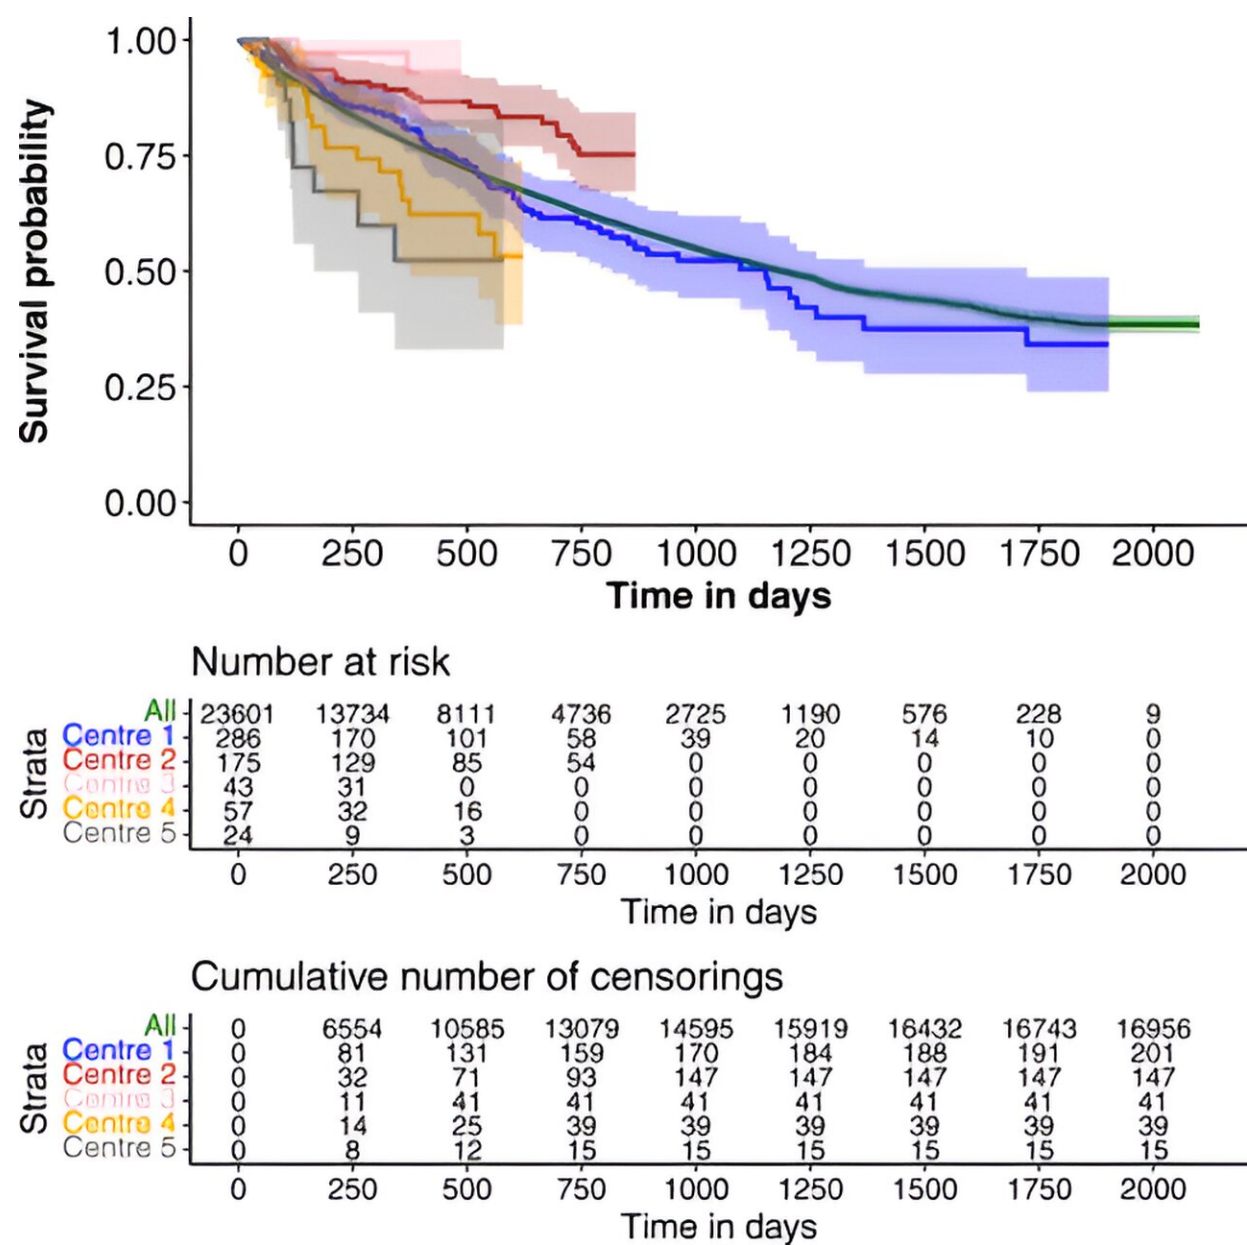 1.00
0.75
0.50
0.25
0.00
Survival probability
0 250 500 750 1000 1250 1500 1750 2000
Time in days
Number at risk
Strata
All 23601 13734 8111 4736 2725 1190 576 228 9
Centre 1 286 170 101 58 39 20 14 10 0
Centre 2 175 129 85 54 0 0 0 0 0
Centre 3 43 31 0 0 0 0 0 0 0
Centre 4 57 32 16 0 0 0 0 0 0
Centre 5 24 9 3 0 0 0 0 0 0
0 250 500 750 1000 1250 1500 1750 2000
Time in days
Cumulative number of censorings
Strata
All 0 6554 10585 13079 14595 15919 16432 16743 16956
Centre 1 0 81 131 159 170 184 188 191 201
Centre 2 0 32 71 93 147 147 147 147 147
Centre 3 0 11 41 41 41 41 41 41 41
Centre 4 0 14 25 39 39 39 39 39 39
Centre 5 0 8 12 15 15 15 15 15 15
0 250 500 750 1000 1250 1500 1750 2000
Time in days